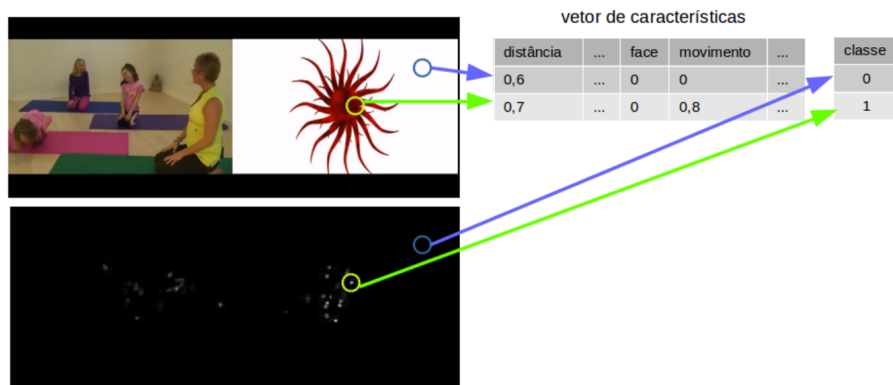 vetor de características
distância ... face movimento ... classe
0,6 ... 0 0 ... 0
0,7 ... 0 0,8 ... 1